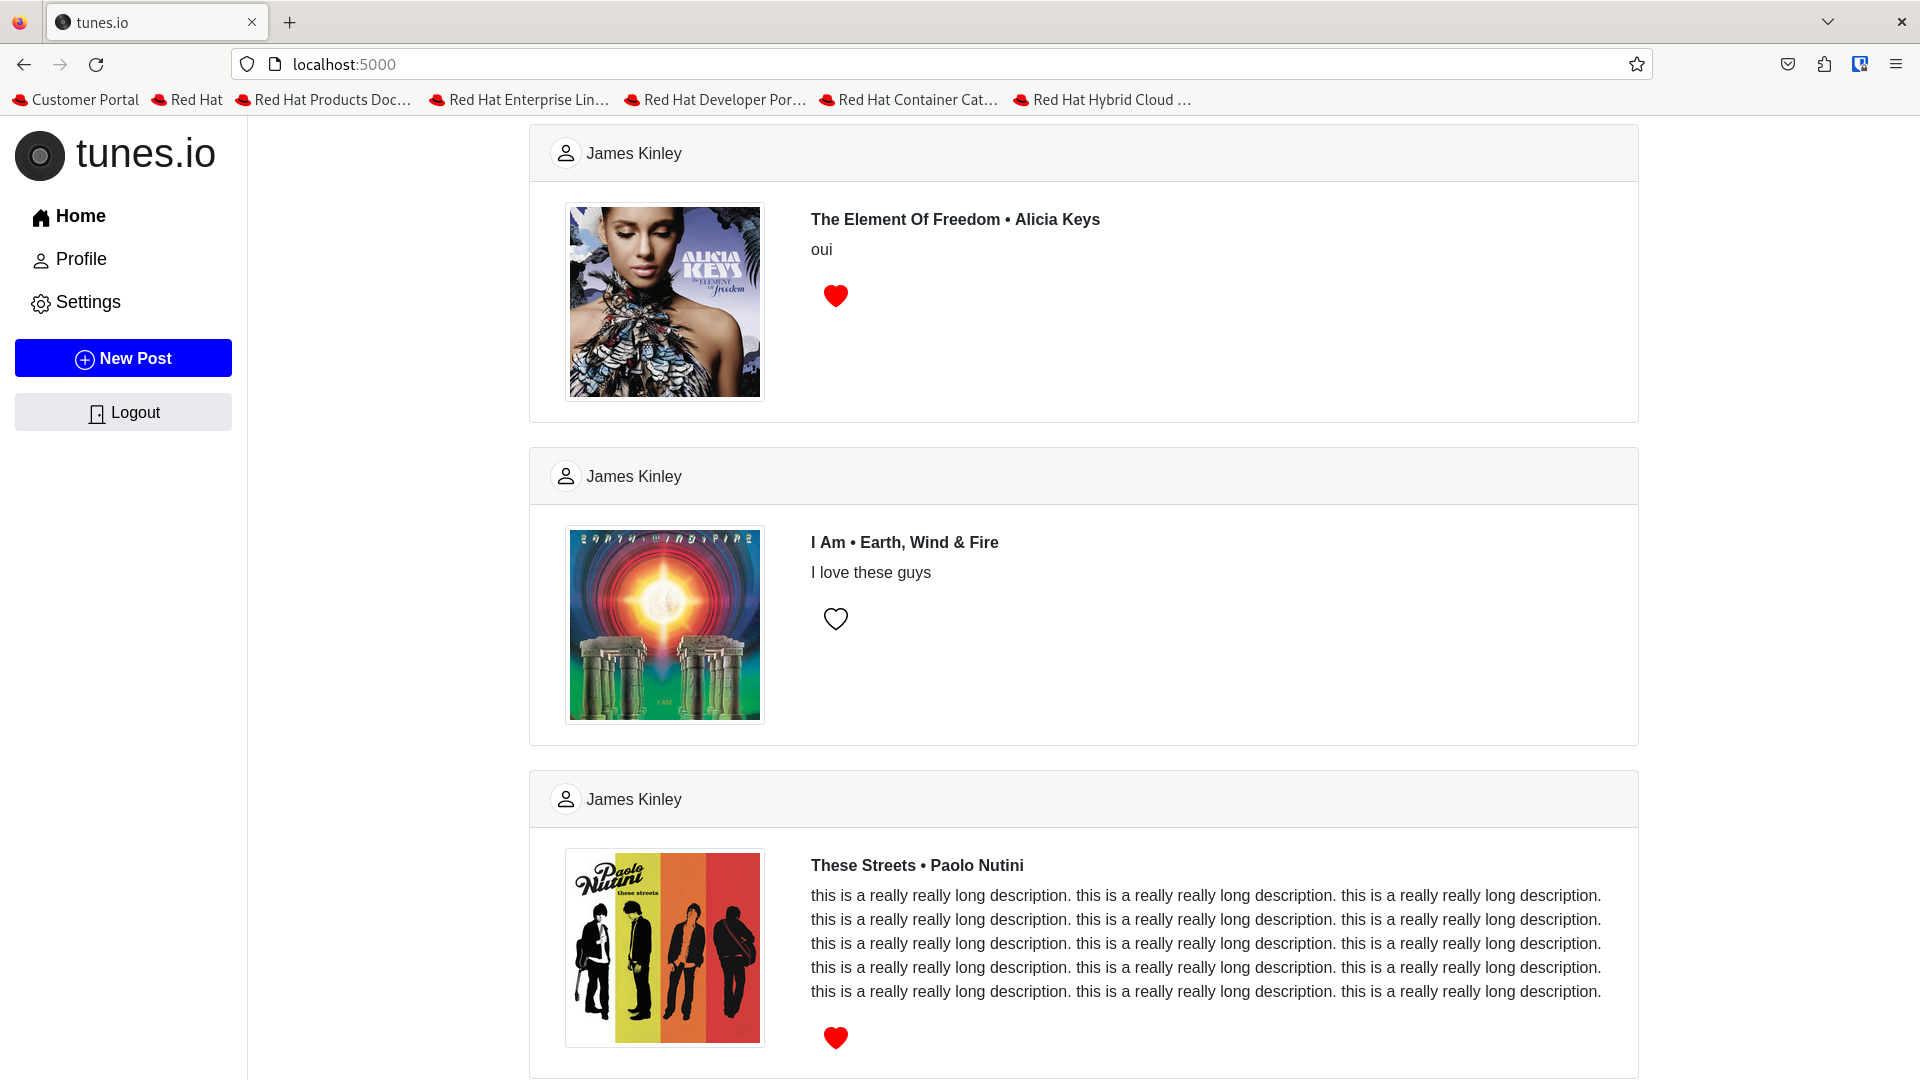 tunes.io
localhost:5000
Customer Portal
Red Hat
Red Hat Products Doc…
Red Hat Enterprise Lin…
Red Hat Developer Por…
Red Hat Container Cat…
Red Hat Hybrid Cloud …
tunes.io
Home
Profile
Settings
New Post
Logout
James Kinley
ALICIA
KEYS
the ELEMENT
OF freedom
The Element Of Freedom • Alicia Keys
oui
James Kinley
EARTH, WIND & FIRE
I AM
I Am • Earth, Wind & Fire
I love these guys
James Kinley
Paolo
Nutini
these streets
These Streets • Paolo Nutini
this is a really really long description. this is a really really long description. this is a really really long description.
this is a really really long description. this is a really really long description. this is a really really long description.
this is a really really long description. this is a really really long description. this is a really really long description.
this is a really really long description. this is a really really long description. this is a really really long description.
this is a really really long description. this is a really really long description. this is a really really long description.